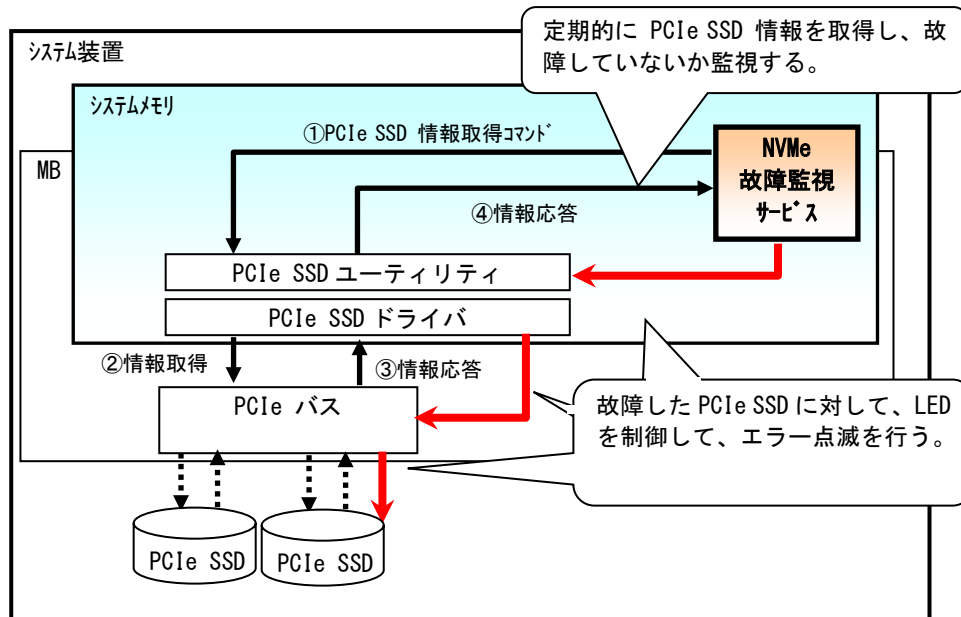 定期的に PCIe SSD 情報を取得し、故
障していないか監視する。
ｼｽﾃﾑ装置
ｼｽﾃﾑﾒﾓﾘ
①PCIe SSD 情報取得ｺﾏﾝﾄﾞ
NVMe
故障監視
ｻｰﾋﾞｽ
MB
④情報応答
PCIe SSD ユーティリティ
PCIe SSD ドライバ
②情報取得
③情報応答
PCIe バス
故障した PCIe SSD に対して、LED
を制御して、エラー点滅を行う。
PCIe SSD
PCIe SSD